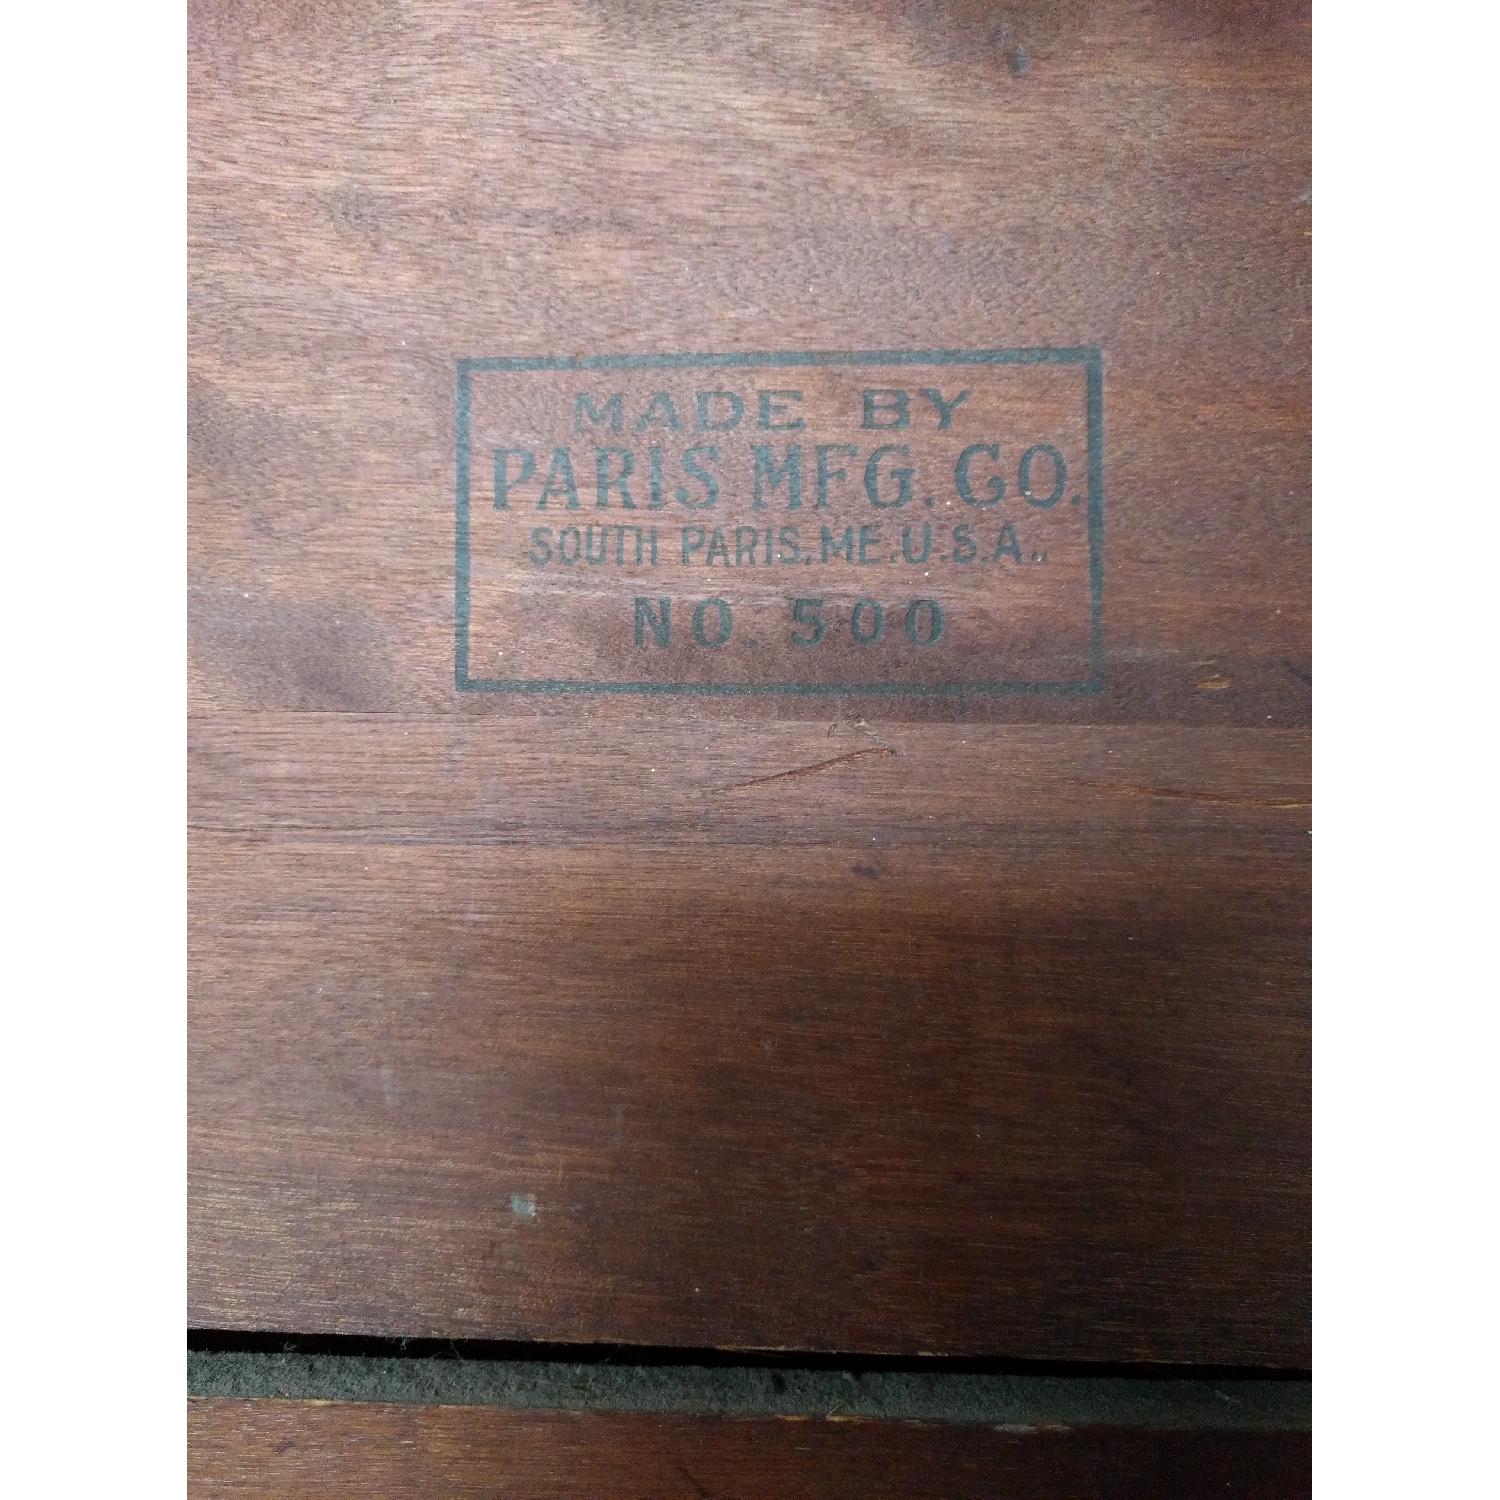 MADE BY
PARIS MFG. CO.
SOUTH PARIS, ME. U.S.A.
NO. 500